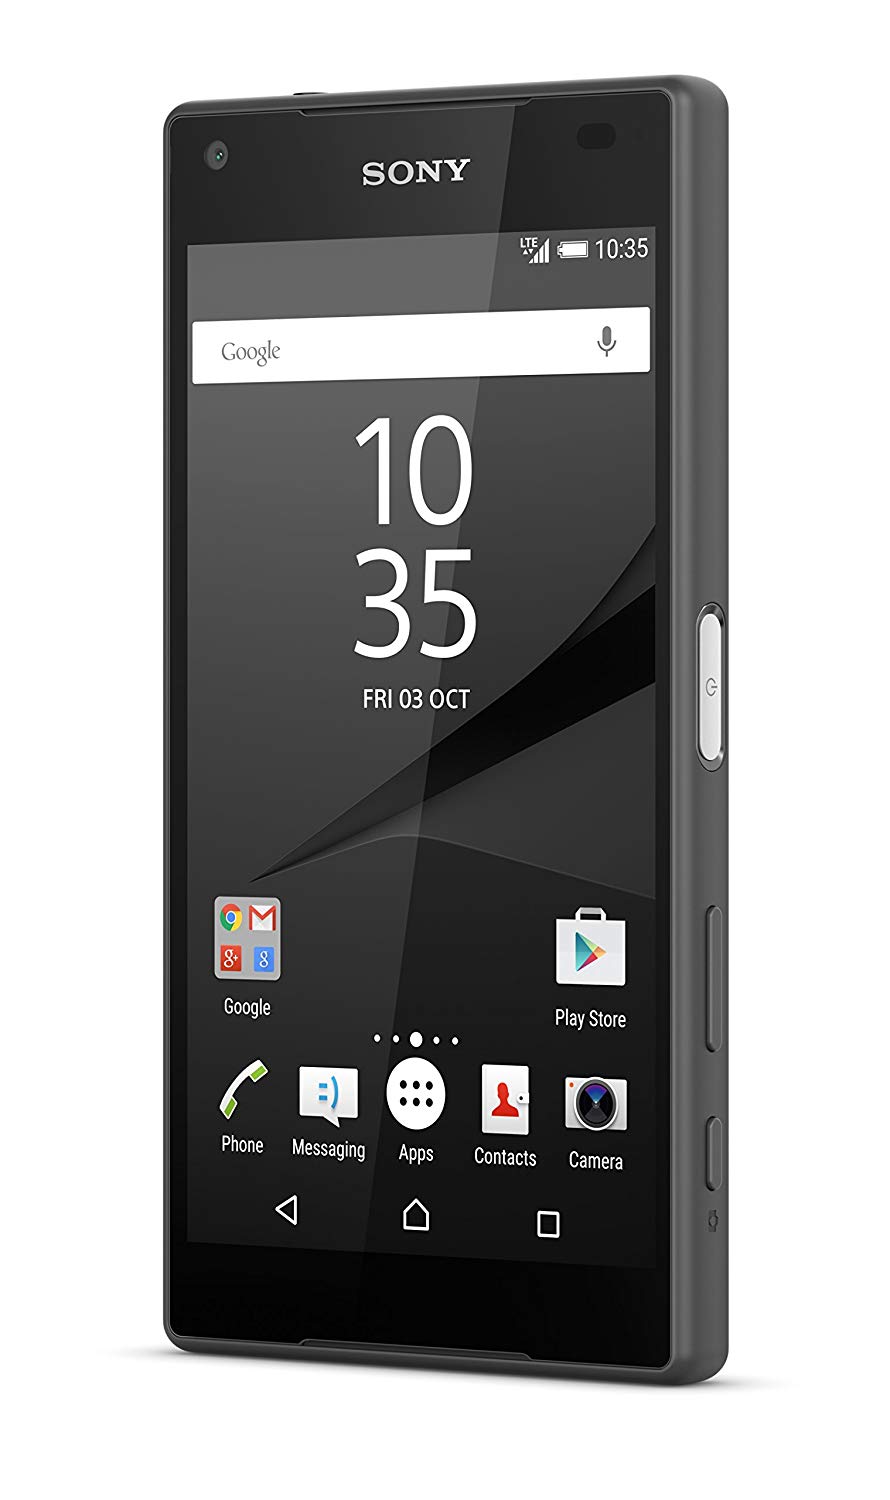 SONY
LTE 10:35
Google
10
35
FRI 03 OCT
g+ g
Google
Play Store
Phone
Messaging
Apps
Contacts
Camera